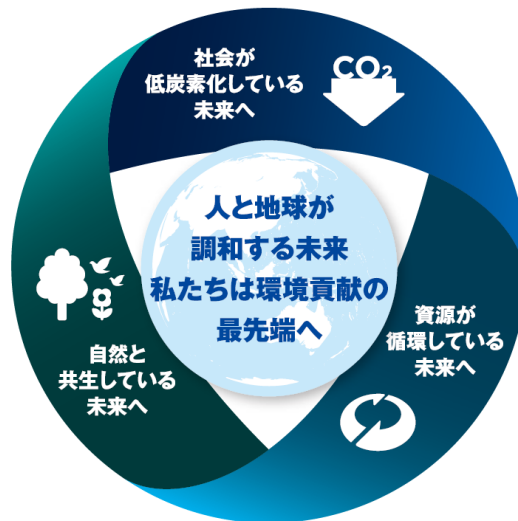 社会が
低炭素化している
未来へ
CO2
人と地球が
調和する未来
私たちは環境貢献の
最先端へ
資源が
循環している
未来へ
自然と
共生している
未来へ